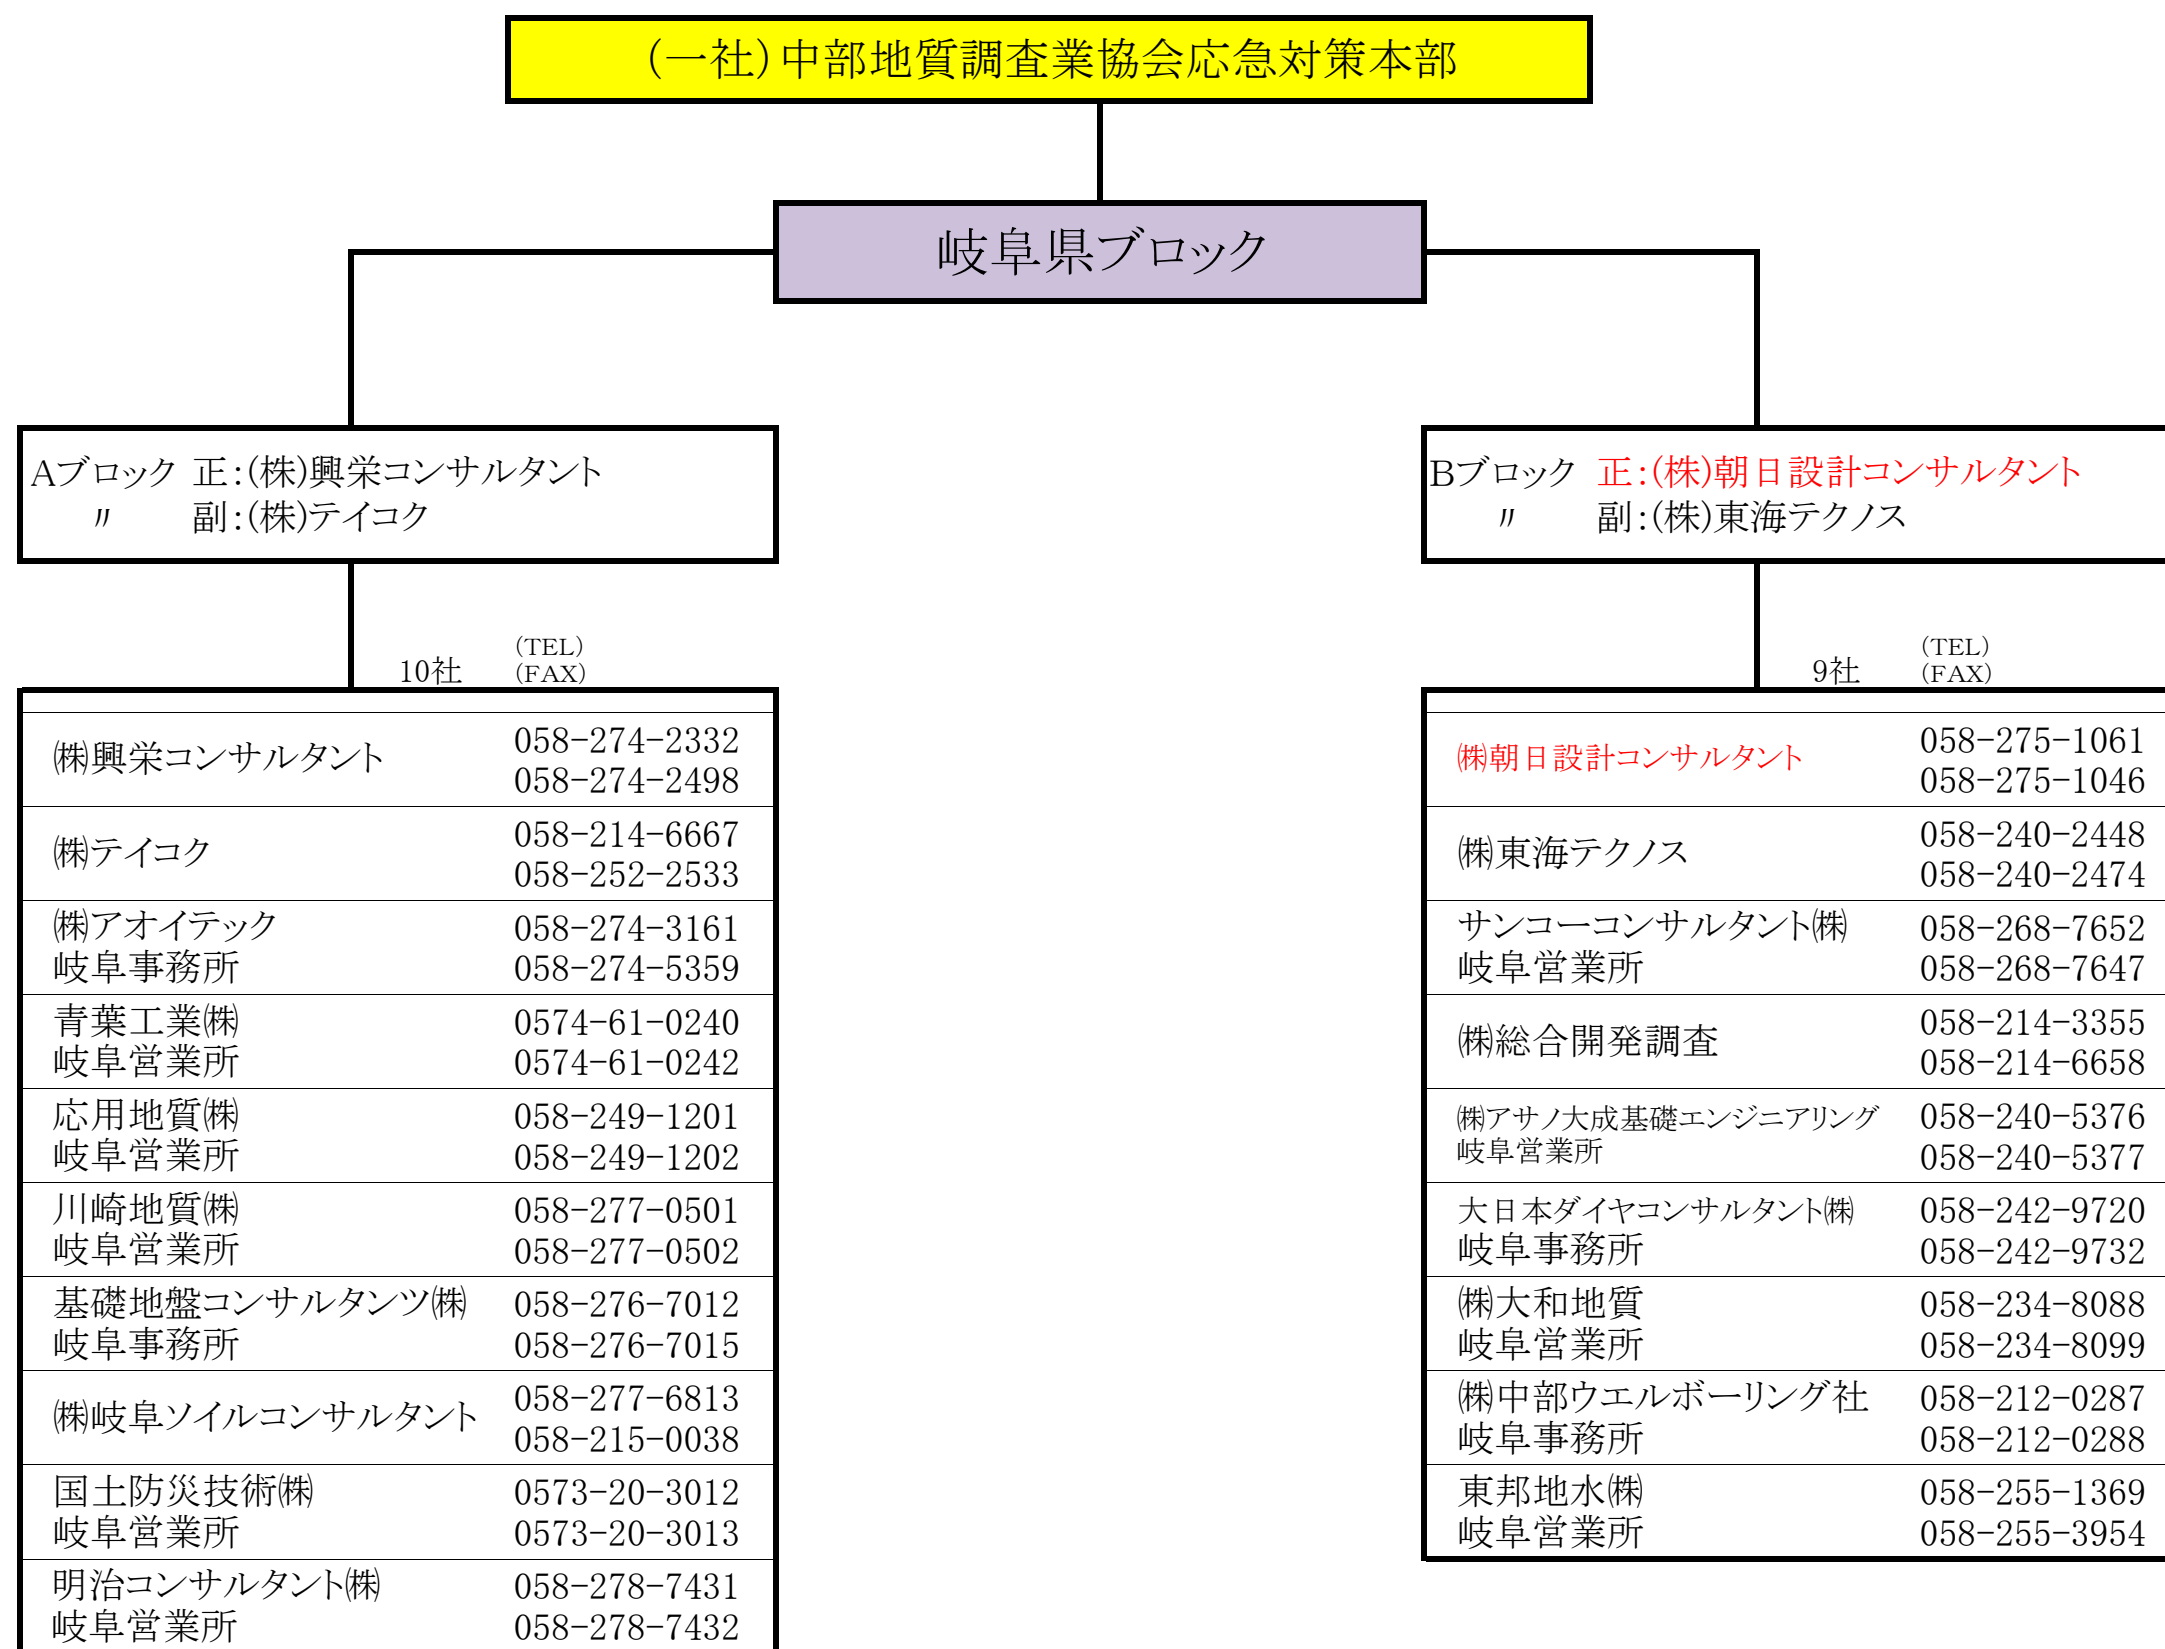 (一社)中部地質調査業協会応急対策本部
岐阜県ブロック
Aブロック 正:(株)興栄コンサルタント
〃 副:(株)テイコク
10社
(TEL)
(FAX)
㈱興栄コンサルタント
058-274-2332
058-274-2498
㈱テイコク
058-214-6667
058-252-2533
㈱アオイテック
岐阜事務所
058-274-3161
058-274-5359
青葉工業㈱
岐阜営業所
0574-61-0240
0574-61-0242
応用地質㈱
岐阜営業所
058-249-1201
058-249-1202
川崎地質㈱
岐阜営業所
058-277-0501
058-277-0502
基礎地盤コンサルタンツ㈱
岐阜事務所
058-276-7012
058-276-7015
㈱岐阜ソイルコンサルタント
058-277-6813
058-215-0038
国土防災技術㈱
岐阜営業所
0573-20-3012
0573-20-3013
明治コンサルタント㈱
岐阜営業所
058-278-7431
058-278-7432
Bブロック 正:(株)朝日設計コンサルタント
〃 副:(株)東海テクノス
9社
(TEL)
(FAX)
㈱朝日設計コンサルタント
058-275-1061
058-275-1046
㈱東海テクノス
058-240-2448
058-240-2474
サンコーコンサルタント㈱
岐阜営業所
058-268-7652
058-268-7647
㈱総合開発調査
058-214-3355
058-214-6658
㈱アサノ大成基礎エンジニアリング
岐阜営業所
058-240-5376
058-240-5377
大日本ダイヤコンサルタント㈱
岐阜事務所
058-242-9720
058-242-9732
㈱大和地質
岐阜営業所
058-234-8088
058-234-8099
㈱中部ウエルボーリング社
岐阜事務所
058-212-0287
058-212-0288
東邦地水㈱
岐阜営業所
058-255-1369
058-255-3954